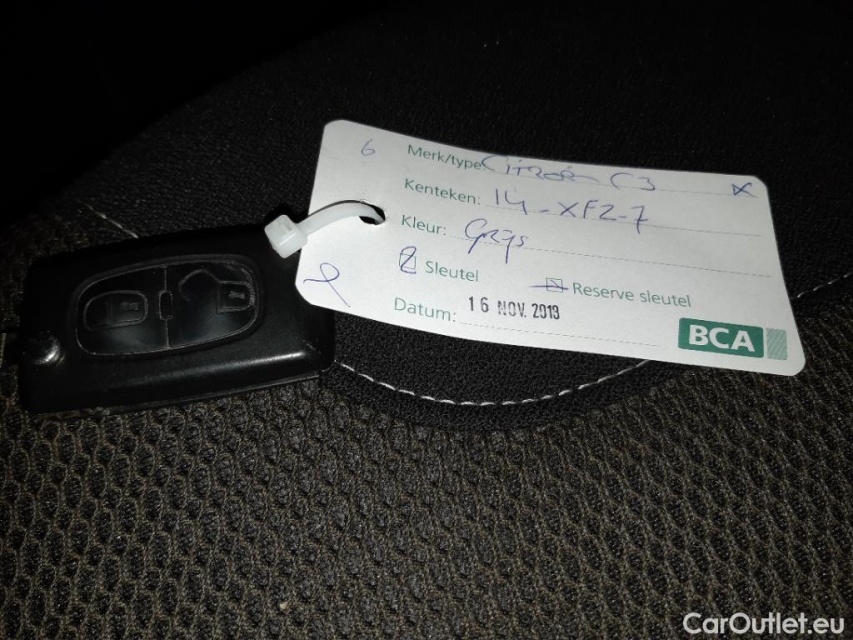 6
Merk/type Citroën C3
Kenteken: 14-XFZ-7
Kleur: Grijs
Sleutel
Reserve sleutel
Datum: 16 NOV. 2019
BCA
CarOutlet.eu